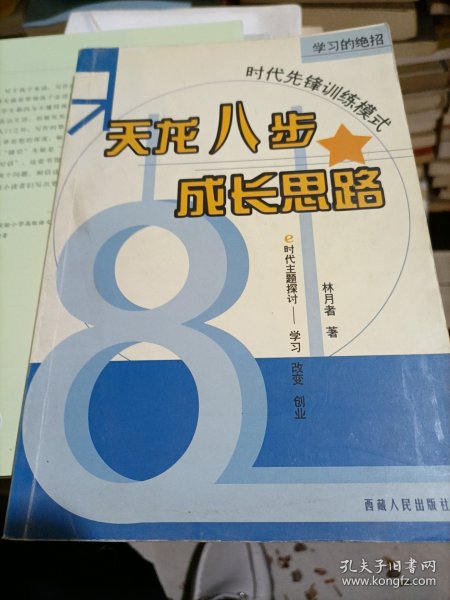 学习的绝招
时代先锋训练模式
天龙八步
成长思路
e时代主题探讨——学习 改变 创业
林月者 著
8
西藏人民出版社
孔夫子旧书网
www.kongfz.com